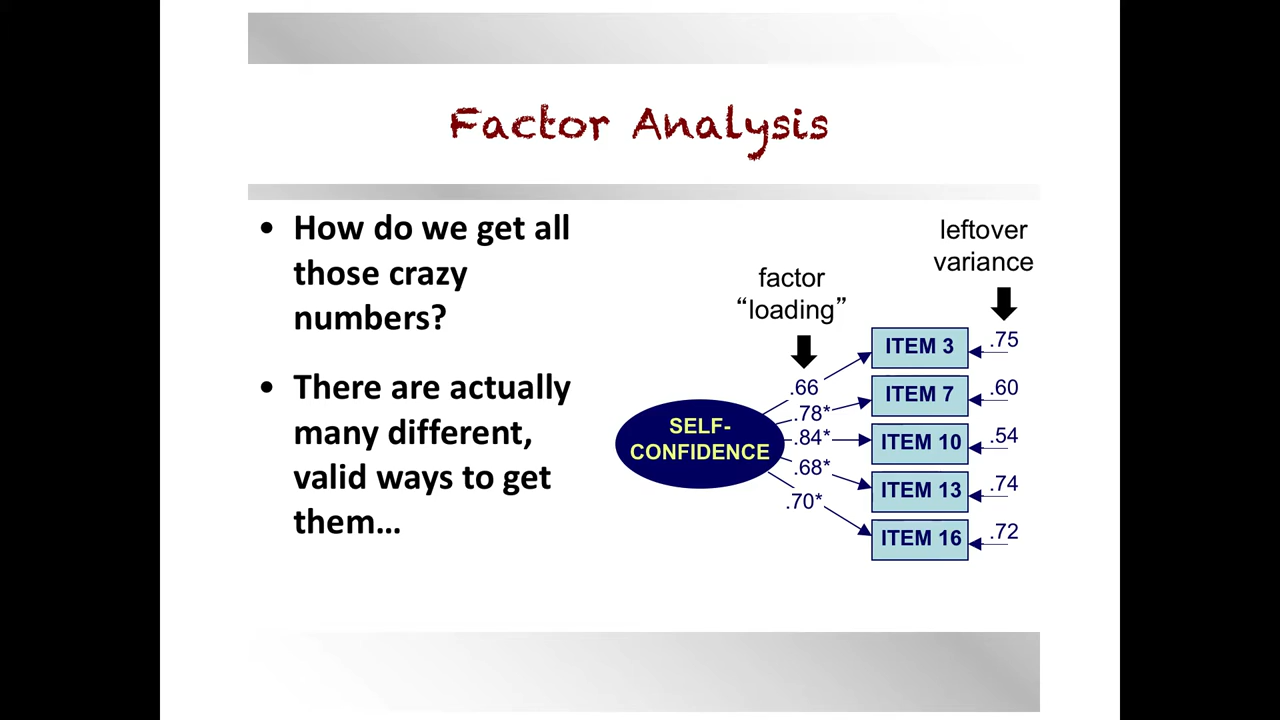 Factor Analysis
• How do we get all
those crazy
numbers?
• There are actually
many different,
valid ways to get
them…
leftover
variance
factor
“loading”
.66
.78*
.84*
.68*
.70*
SELF-
CONFIDENCE
ITEM 3
ITEM 7
ITEM 10
ITEM 13
ITEM 16
.75
.60
.54
.74
.72